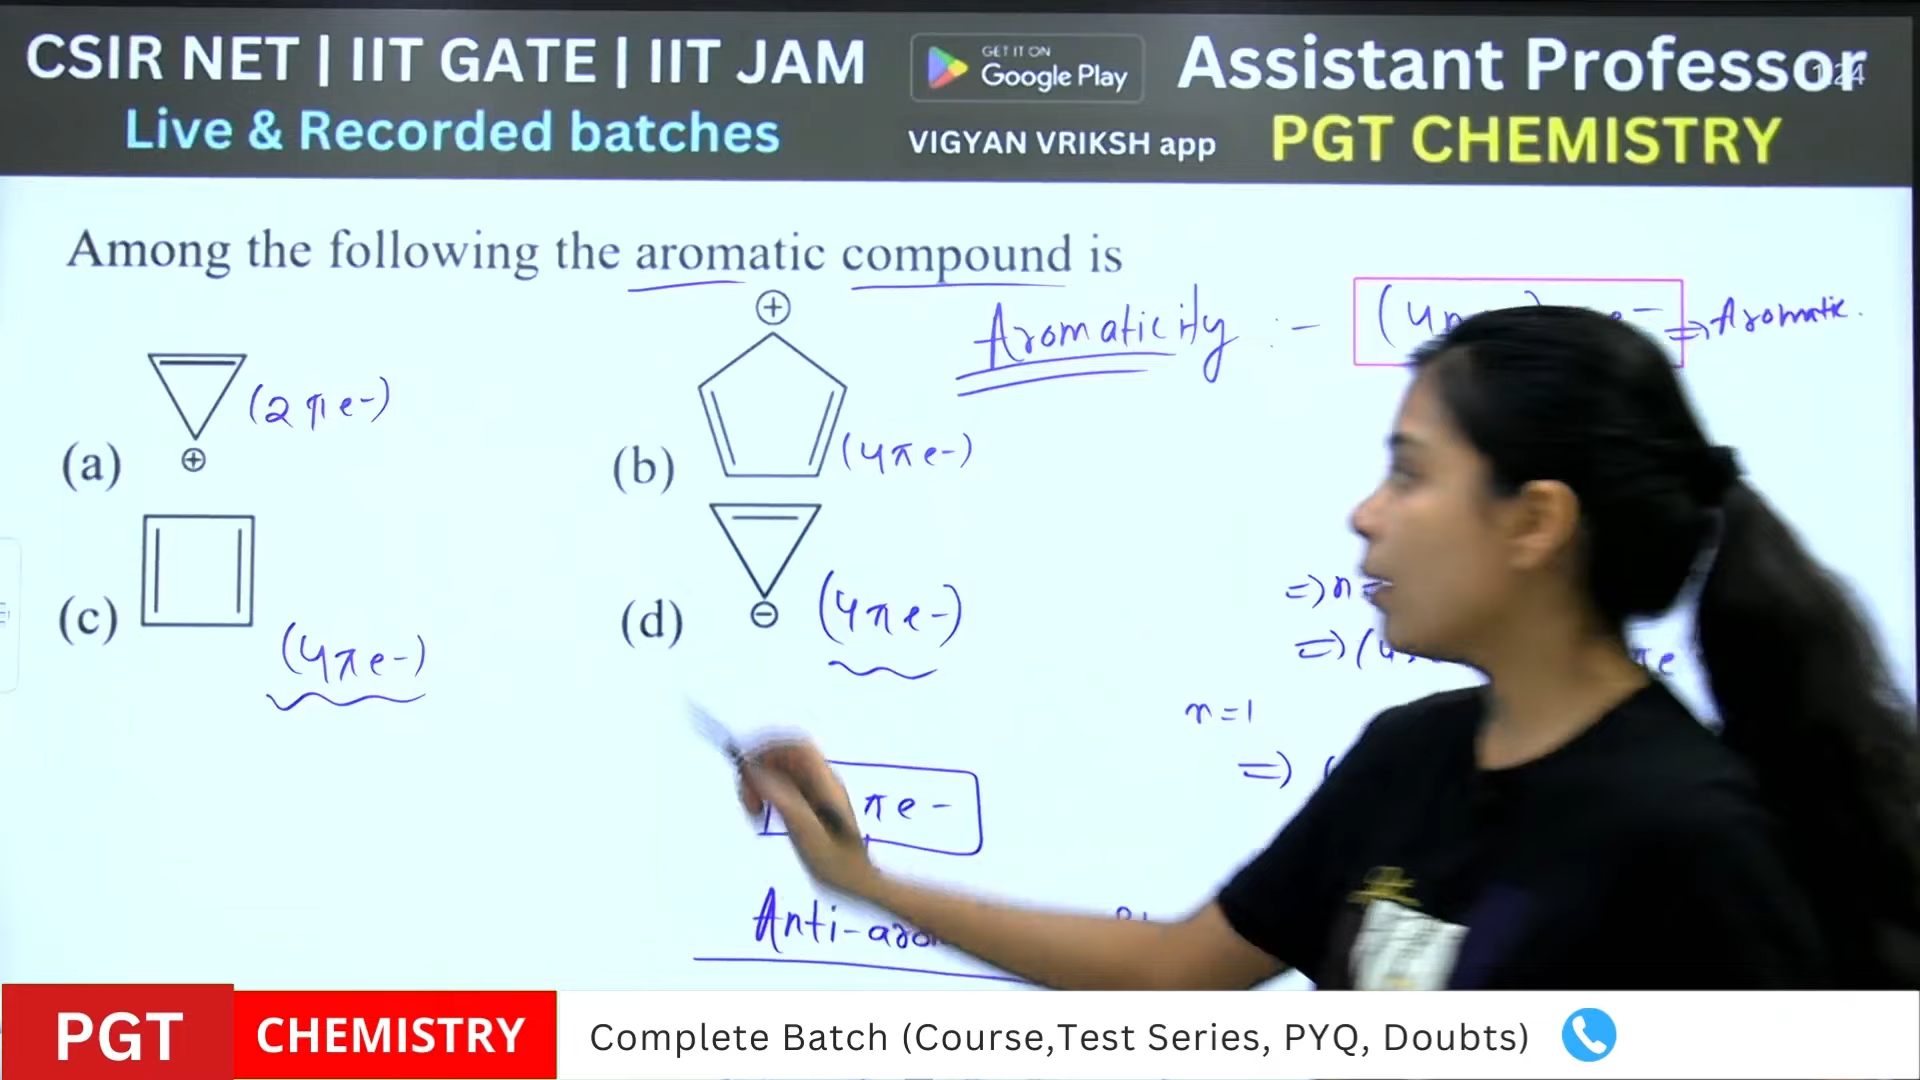 CSIR NET | IIT GATE | IIT JAM
Live & Recorded batches
GET IT ON
Google Play
VIGYAN VRIKSH app
Assistant Professor
PGT CHEMISTRY
Among the following the aromatic compound is
Aromaticity :-
⇒ Aromatic.
(a)
⊕
(2πe-)
(b)
⊕
(4πe-)
(c)
(4πe-)
(d)
⊖
(4πe-)
⇒ n
⇒ (4
n=1
⇒
πe-
PGT
CHEMISTRY
Complete Batch (Course,Test Series, PYQ, Doubts)